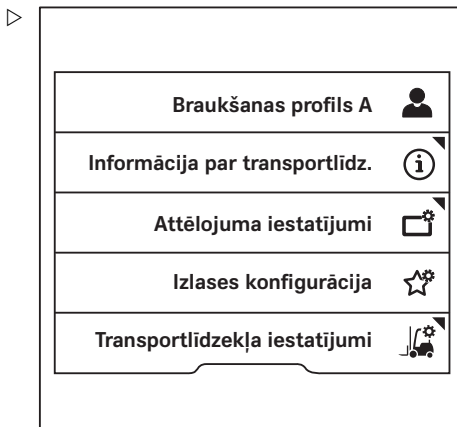 Braukšanas profils A
Informācija par transportlīdz.
Attēlojuma iestatījumi
Izlases konfigurācija
Transportlīdzekļa iestatījumi